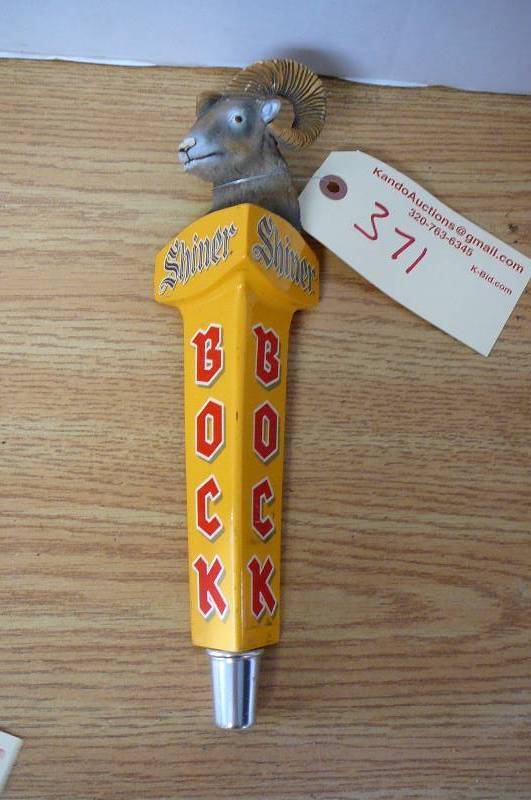 Shiner
BOCK
Shiner
BOCK
KandoAuctions@gmail.com
320-763-6345
K-Bid.com
371